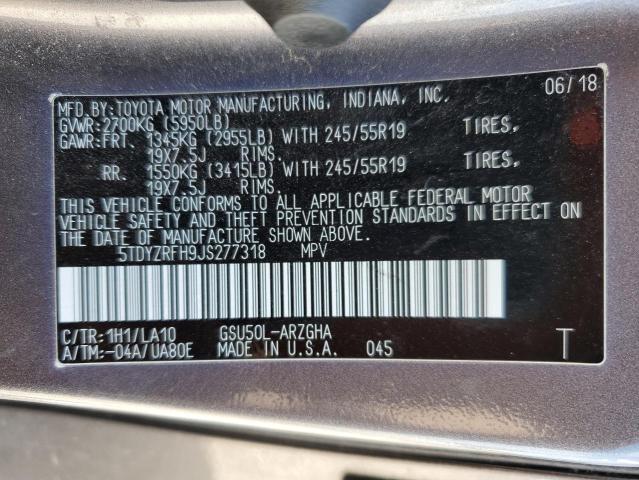 MFD.BY:TOYOTA MOTOR MANUFACTURING, INDIANA, INC. 06/18
GVWR:2700KG (5950LB)
GAWR:FRT. 1345KG (2955LB) WITH 245/55R19 TIRES,
19X7.5J RIMS.
RR. 1550KG (3415LB) WITH 245/55R19 TIRES,
19X7.5J RIMS.
THIS VEHICLE CONFORMS TO ALL APPLICABLE FEDERAL MOTOR
VEHICLE SAFETY AND THEFT PREVENTION STANDARDS IN EFFECT ON
THE DATE OF MANUFACTURE SHOWN ABOVE.
5TDYZRFH9JS277318 MPV
C/TR:1H1/LA10 GSU50L-ARZGHA
A/TM:-04A/UA80E MADE IN U.S.A. 045 T